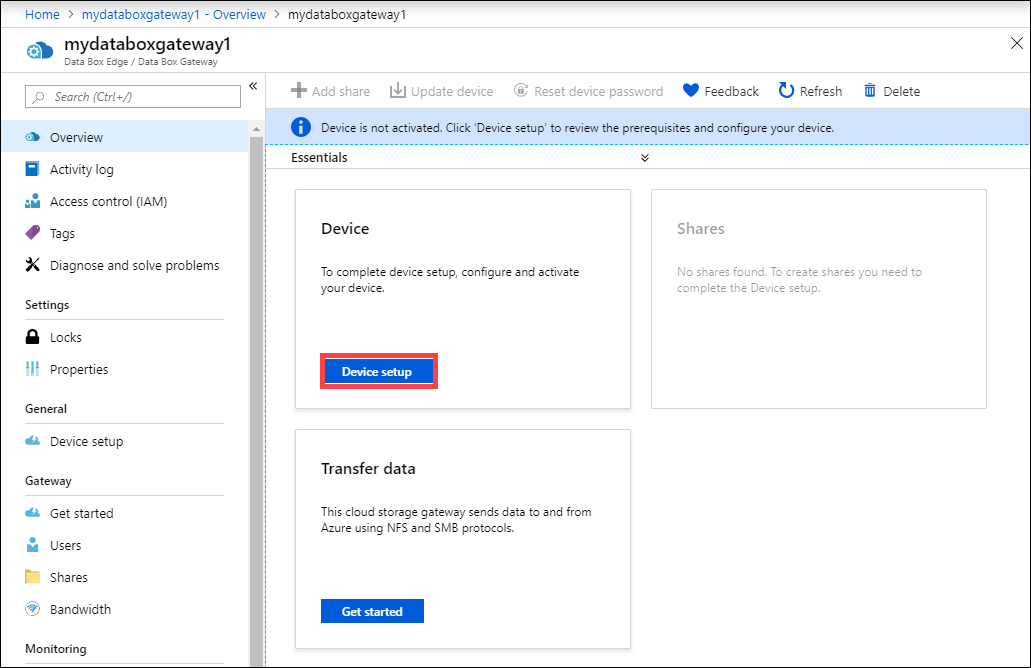 Home > mydataboxgateway1 - Overview > mydataboxgateway1
mydataboxgateway1
Data Box Edge / Data Box Gateway
Search (Ctrl+/)
Overview
Activity log
Access control (IAM)
Tags
Diagnose and solve problems
Settings
Locks
Properties
General
Device setup
Gateway
Get started
Users
Shares
Bandwidth
Monitoring
Add share
Update device
Reset device password
Feedback
Refresh
Delete
Device is not activated. Click 'Device setup' to review the prerequisites and configure your device.
Essentials
Device
To complete device setup, configure and activate
your device.
Device setup
Shares
No shares found. To create shares you need to
complete the Device setup.
Transfer data
This cloud storage gateway sends data to and from
Azure using NFS and SMB protocols.
Get started